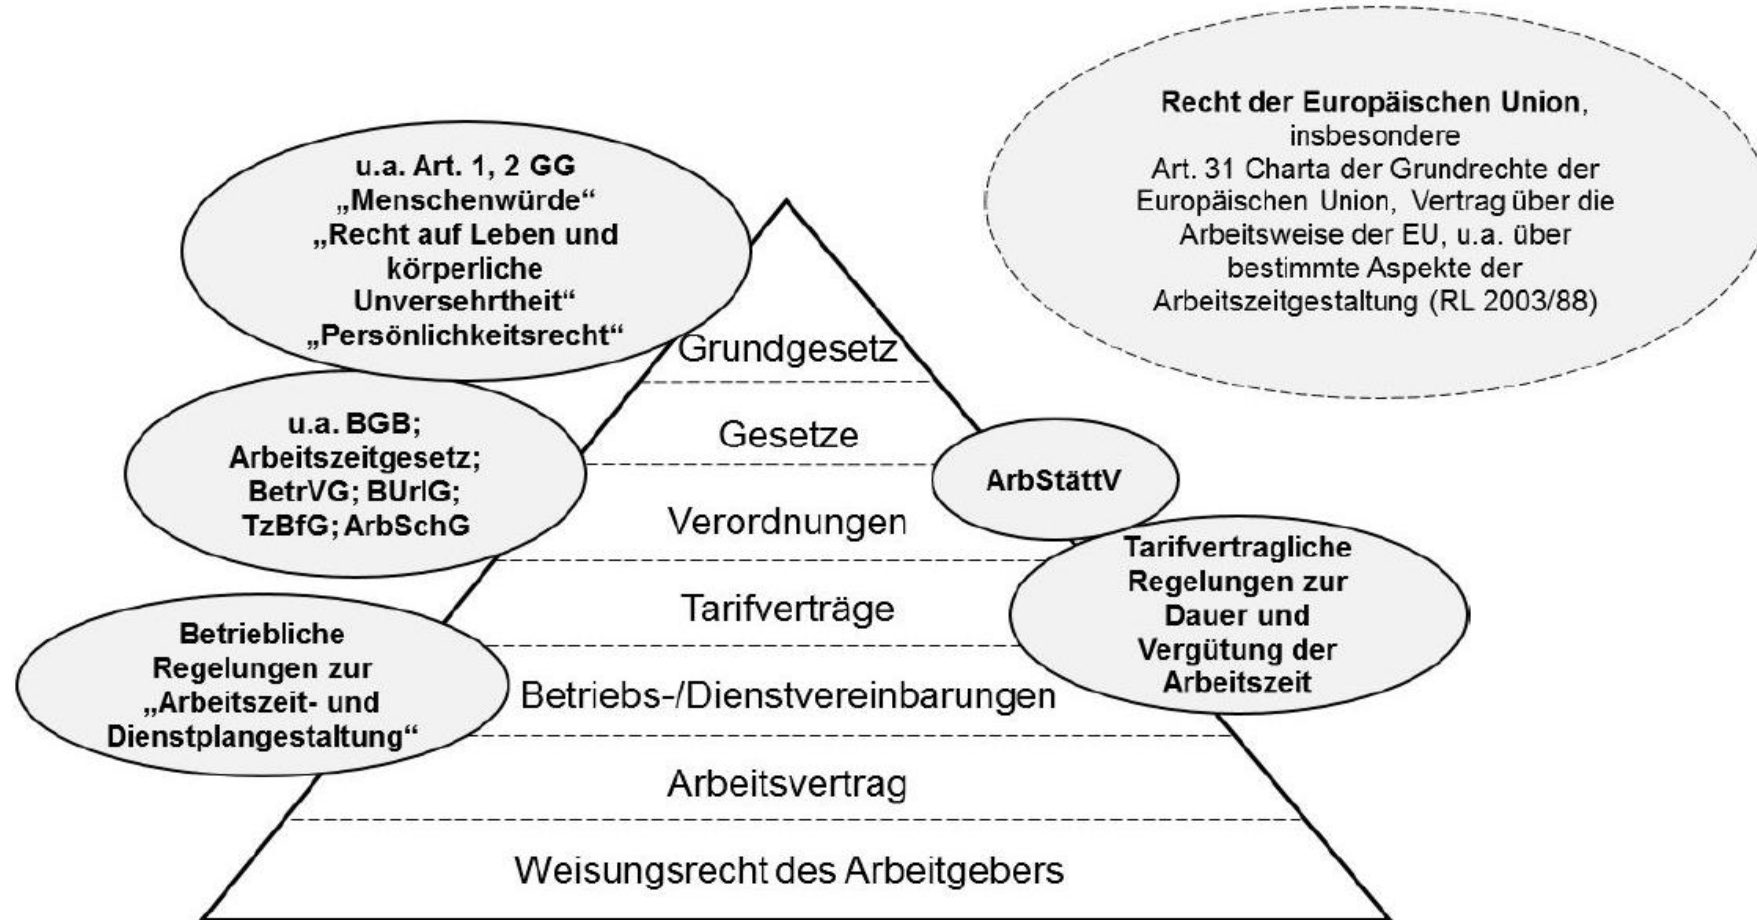 Recht der Europäischen Union,
insbesondere
Art. 31 Charta der Grundrechte der
Europäischen Union, Vertrag über die
Arbeitsweise der EU, u.a. über
bestimmte Aspekte der
Arbeitszeitgestaltung (RL 2003/88)
u.a. Art. 1, 2 GG
„Menschenwürde“
„Recht auf Leben und
körperliche
Unversehrtheit“
„Persönlichkeitsrecht“
Grundgesetz
u.a. BGB;
Arbeitszeitgesetz;
BetrVG; BUrlG;
TzBfG; ArbSchG
Gesetze
ArbStättV
Verordnungen
Tarifvertragliche
Regelungen zur
Dauer und
Vergütung der
Arbeitszeit
Tarifverträge
Betriebliche
Regelungen zur
„Arbeitszeit- und
Dienstplangestaltung“
Betriebs-/Dienstvereinbarungen
Arbeitsvertrag
Weisungsrecht des Arbeitgebers